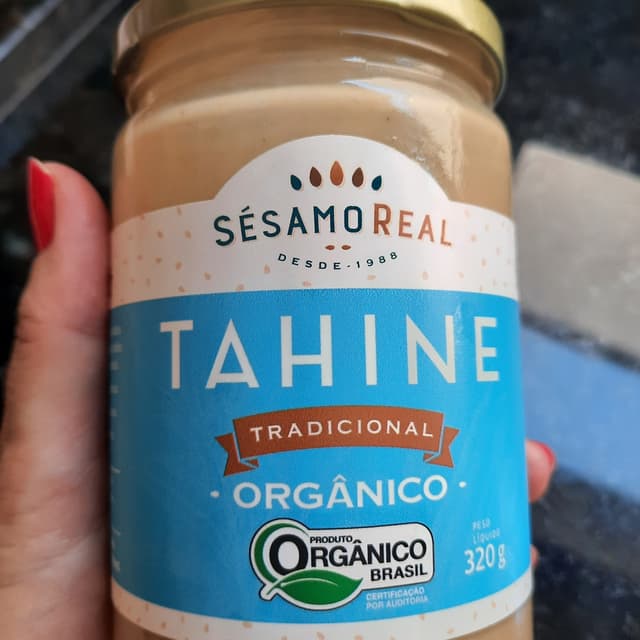 SÉSAMO REAL
DESDE - 1988
TAHINE
TRADICIONAL
· ORGÂNICO ·
PRODUTO
ORGÂNICO
BRASIL
CERTIFICAÇÃO
POR AUDITORIA
PESO
LÍQUIDO
320g